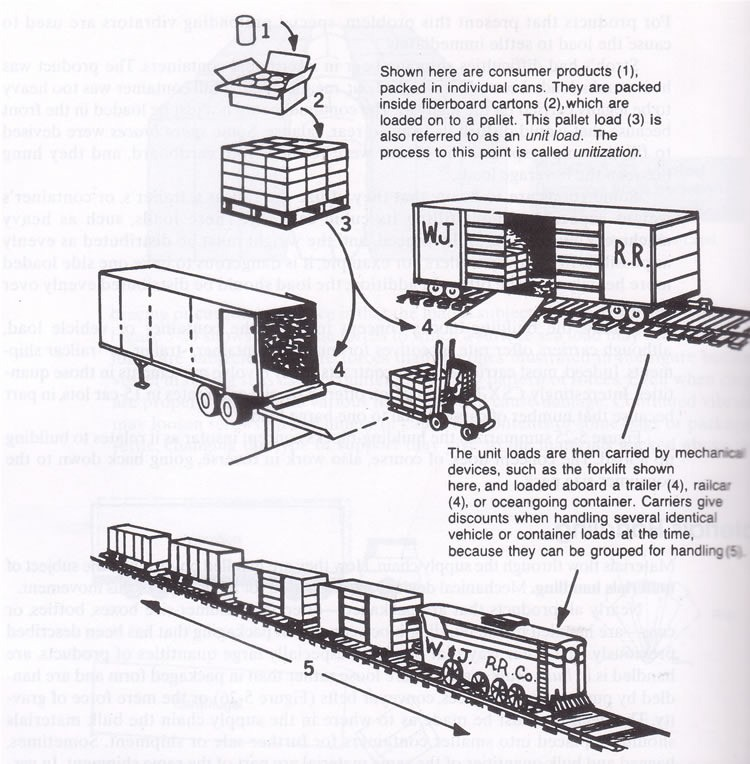 1
Shown here are consumer products (1),
packed in individual cans. They are packed
inside fiberboard cartons (2), which are
loaded on to a pallet. This pallet load (3) is
also referred to as an unit load. The
process to this point is called unitization.
2
3
W.J.
R.R.
4
4
The unit loads are then carried by mechanical
devices, such as the forklift shown
here, and loaded aboard a trailer (4), railcar
(4), or oceangoing container. Carriers give
discounts when handling several identical
vehicle or container loads at the time,
because they can be grouped for handling (5).
W.J. R.R. Co.
5